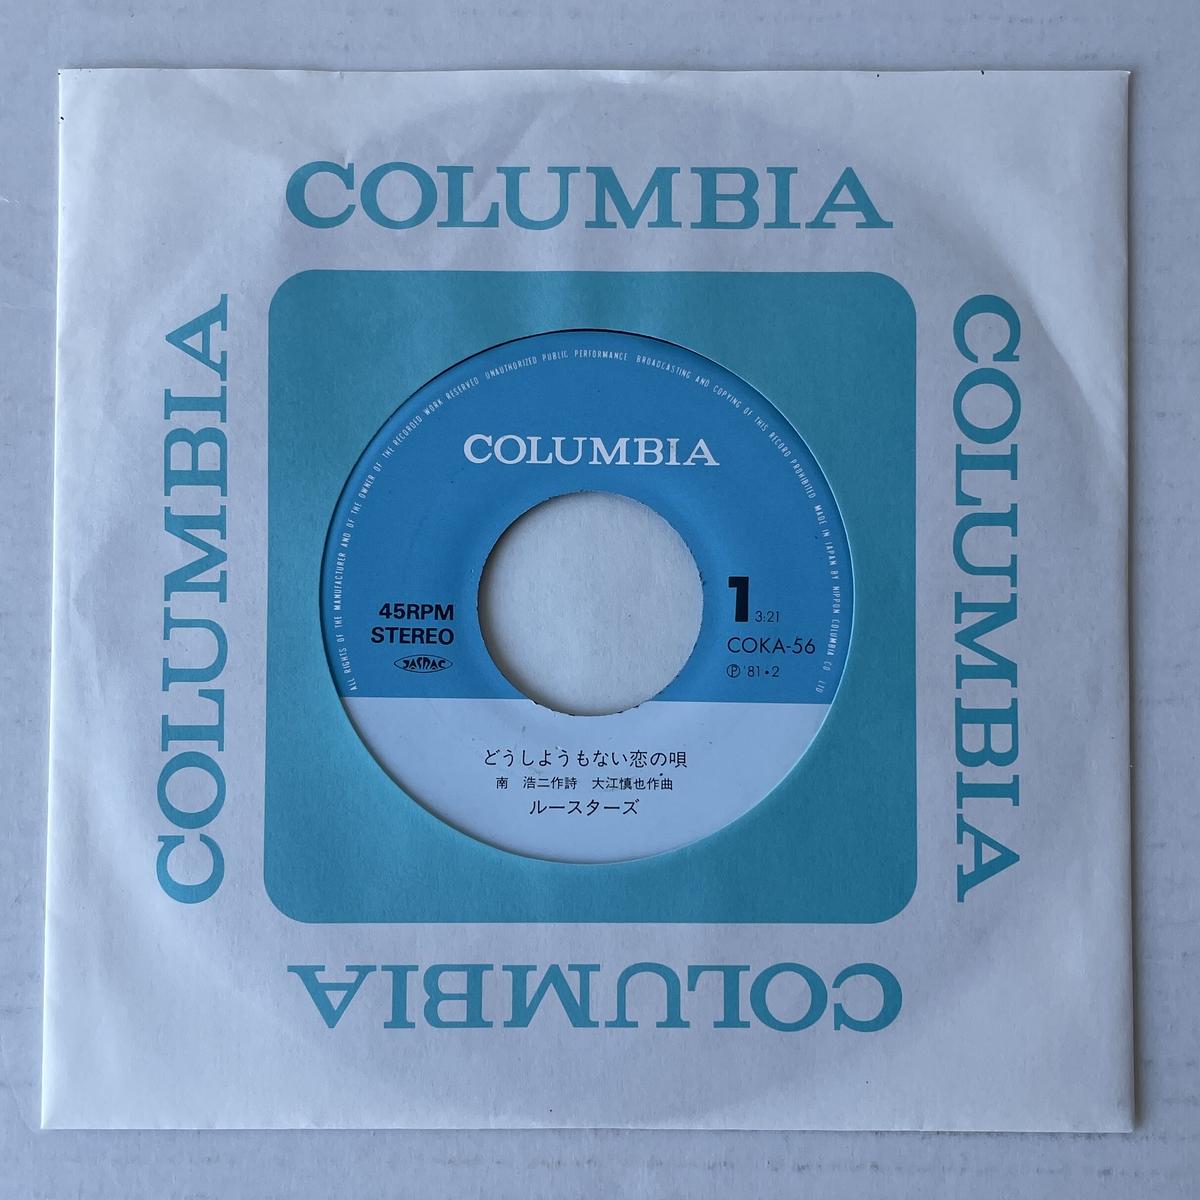 COLUMBIA
COLUMBIA
COLUMBIA
COLUMBIA
ALL RIGHTS OF THE MANUFACTURER AND OF THE OWNER OF THE RECORDED WORK RESERVED UNAUTHORIZED PUBLIC PERFORMANCE BROADCASTING AND COPYING OF THIS RECORD PROHIBITED MADE IN JAPAN BY NIPPON COLUMBIA CO LTD
COLUMBIA
45RPM
STEREO
JASRAC
1 3:21
COKA-56
Ⓟ '81・2
どうしようもない恋の唄
南 浩二作詩 大江慎也作曲
ルースターズ